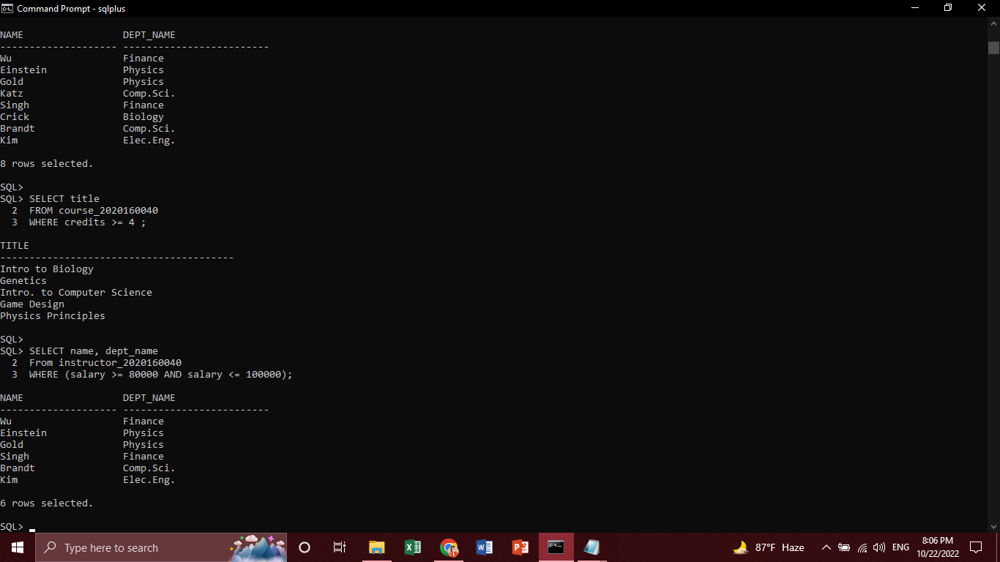 Command Prompt - sqlplus
NAME                 DEPT_NAME
-------------------- -------------------------
Wu                   Finance
Einstein             Physics
Gold                 Physics
Katz                 Comp.Sci.
Singh                Finance
Crick                Biology
Brandt               Comp.Sci.
Kim                  Elec.Eng.
8 rows selected.
SQL>
SQL> SELECT title
  2  FROM course_2020160040
  3  WHERE credits >= 4 ;
TITLE
----------------------------------------
Intro to Biology
Genetics
Intro. to Computer Science
Game Design
Physics Principles
SQL>
SQL> SELECT name, dept_name
  2  From instructor_2020160040
  3  WHERE (salary >= 80000 AND salary <= 100000);
NAME                 DEPT_NAME
-------------------- -------------------------
Wu                   Finance
Einstein             Physics
Gold                 Physics
Singh                Finance
Brandt               Comp.Sci.
Kim                  Elec.Eng.
6 rows selected.
SQL>
Type here to search
87°F Haze
ENG
8:06 PM
10/22/2022